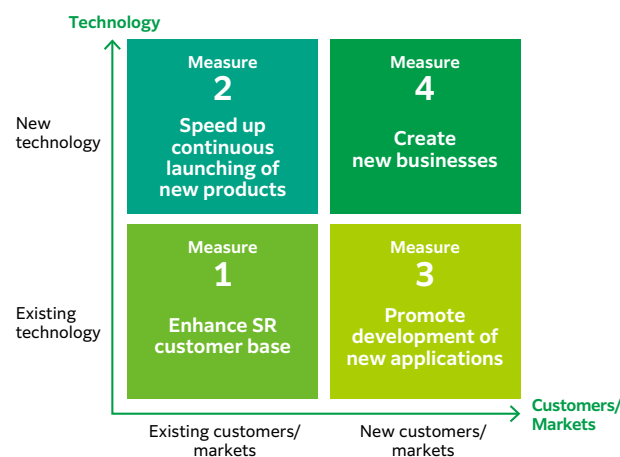 Technology
New
technology
Measure
2
Speed up
continuous
launching of
new products
Measure
4
Create
new businesses
Existing
technology
Measure
1
Enhance SR
customer base
Measure
3
Promote
development of
new applications
Customers/
Markets
Existing customers/
markets
New customers/
markets